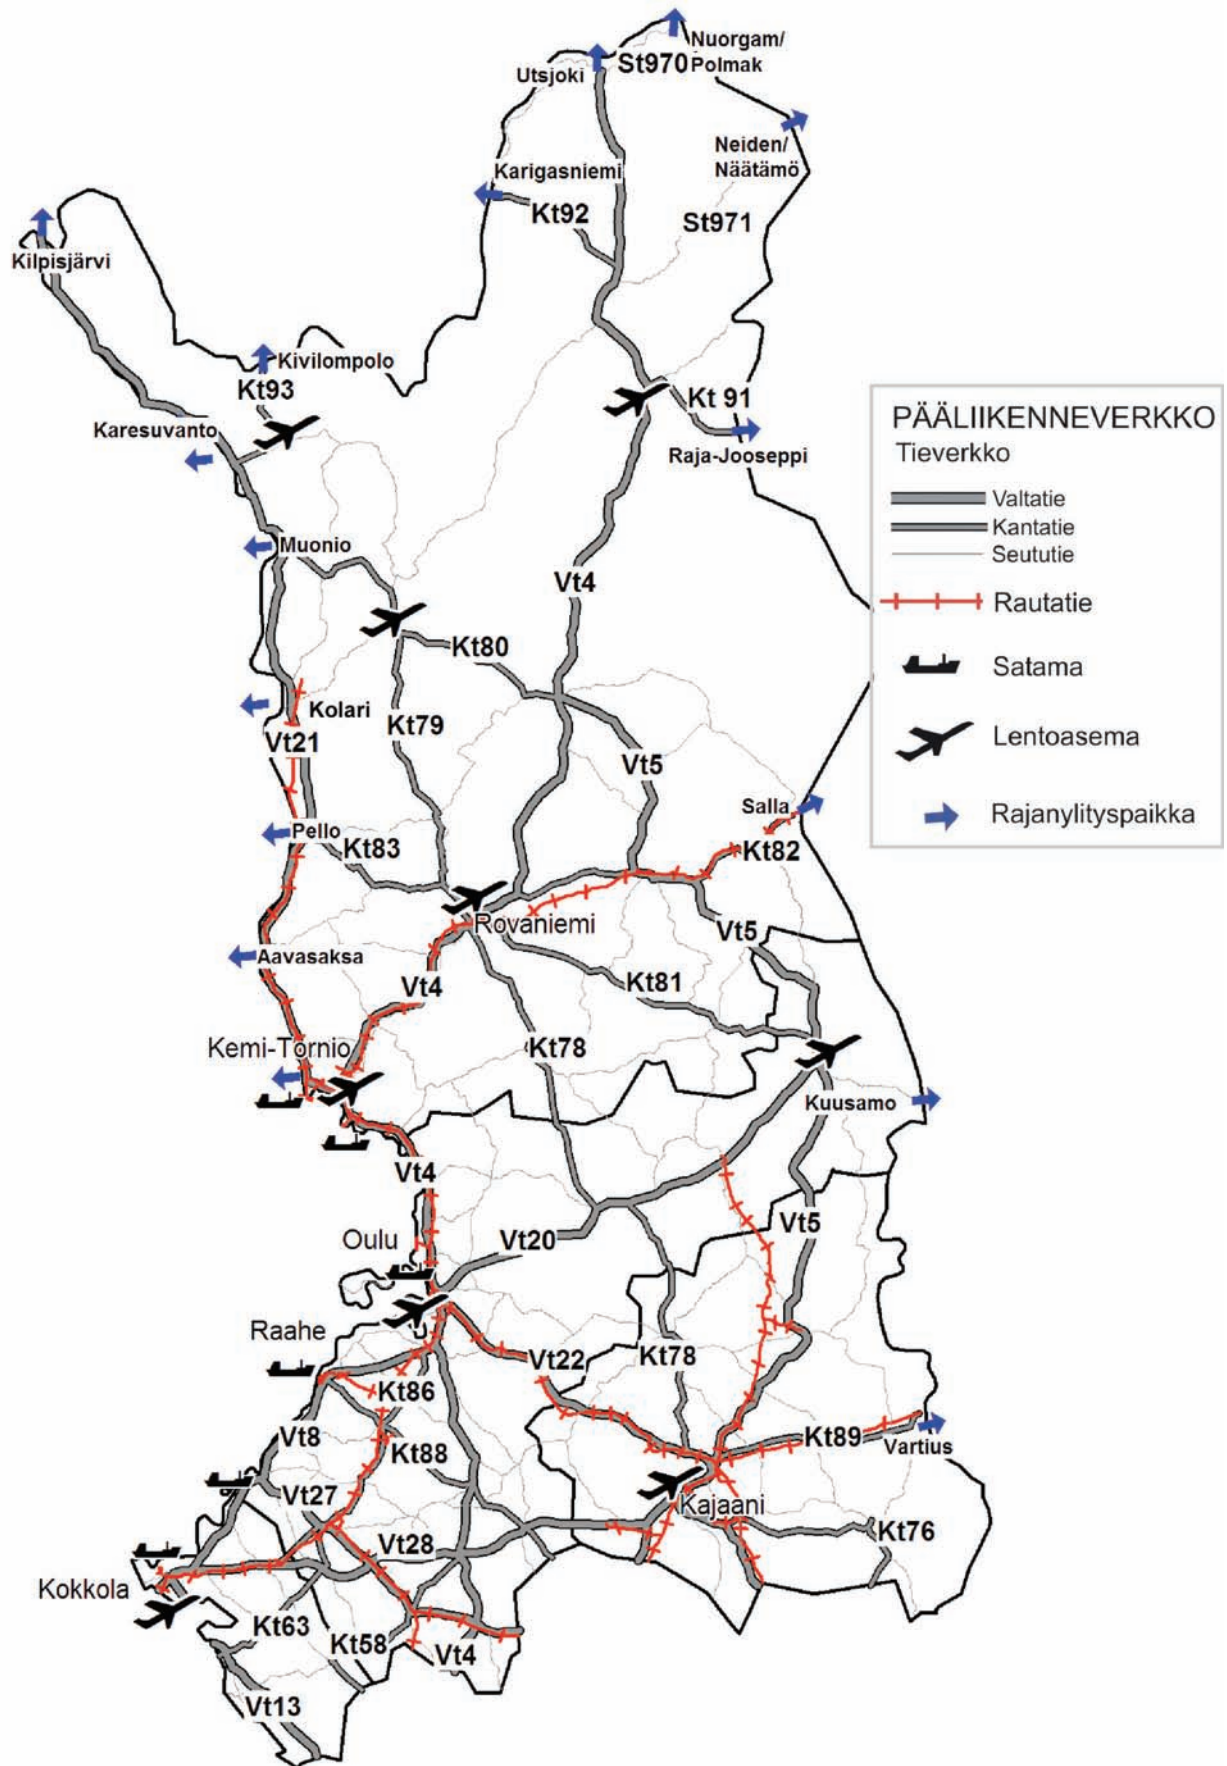 Nuorgam/
Polmak
St970
Utsjoki
Neiden/
Näätämö
Karigasniemi
Kt92
St971
Kilpisjärvi
Kivilompolo
Kt93
Kt 91
Karesuvanto
Raja-Jooseppi
PÄÄLIIKENNEVERKKO
Tieverkko
Valtatie
Kantatie
Seututie
Rautatie
Satama
Lentoasema
Rajanylityspaikka
Muonio
Vt4
Kt80
Kolari
Kt79
Vt21
Vt5
Salla
Pello
Kt83
Kt82
Rovaniemi
Vt5
Aavasaksa
Kt81
Vt4
Kemi-Tornio
Kt78
Kuusamo
Vt4
Vt5
Oulu
Vt20
Raahe
Vt22
Kt78
Kt86
Vt8
Kt88
Kt89
Vartius
Vt27
Kajaani
Kt76
Vt28
Kokkola
Kt63
Kt58
Vt4
Vt13